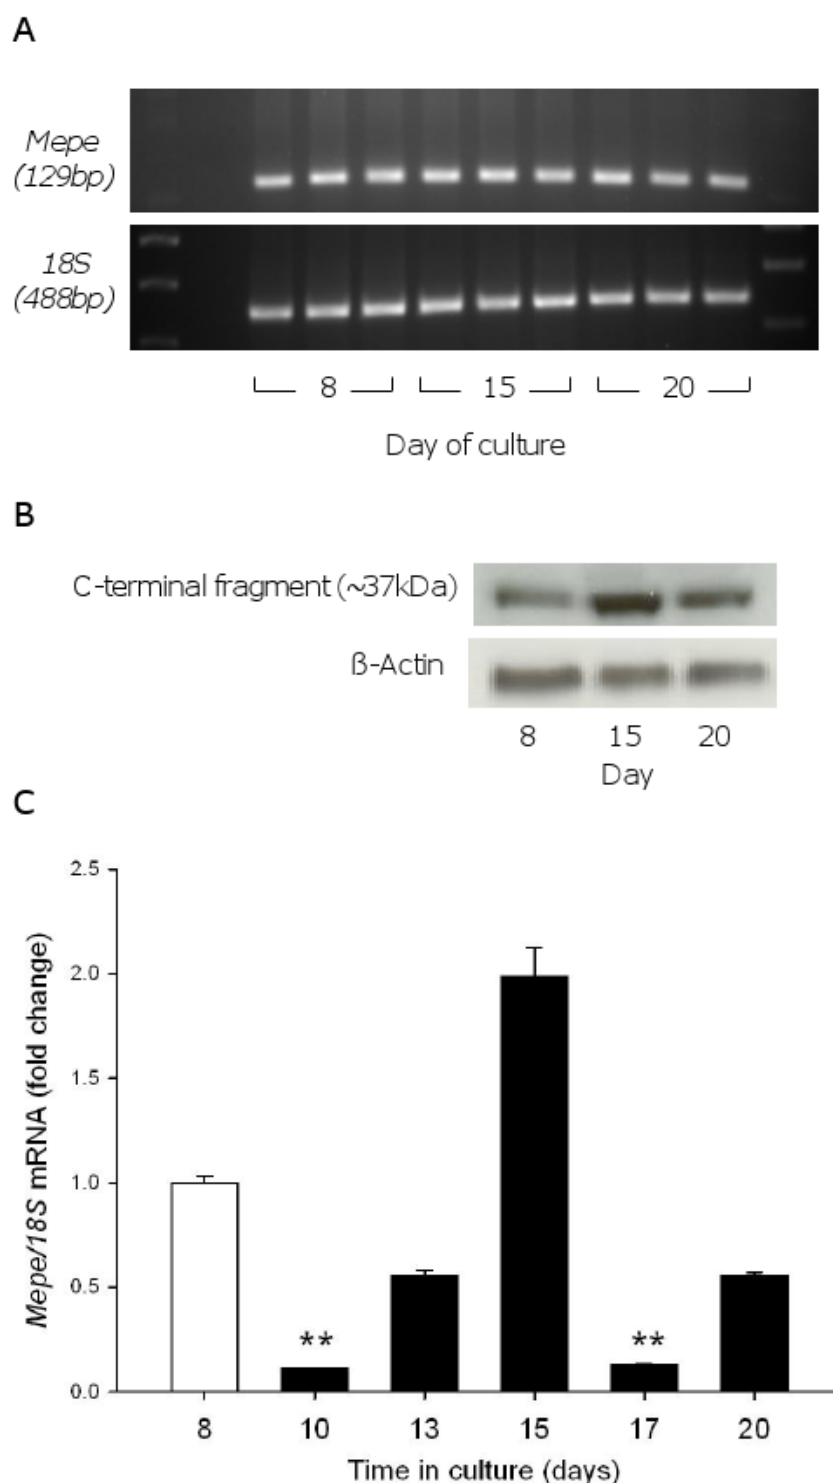 A
Mepe
(129bp)
18S
(488bp)
8 15 20
Day of culture
B
C-terminal fragment (~37kDa)
ß-Actin
8 15 20
Day
C
Mepe/18S mRNA (fold change)
2.5
2.0
1.5
1.0
0.5
0.0
** **
8 10 13 15 17 20
Time in culture (days)